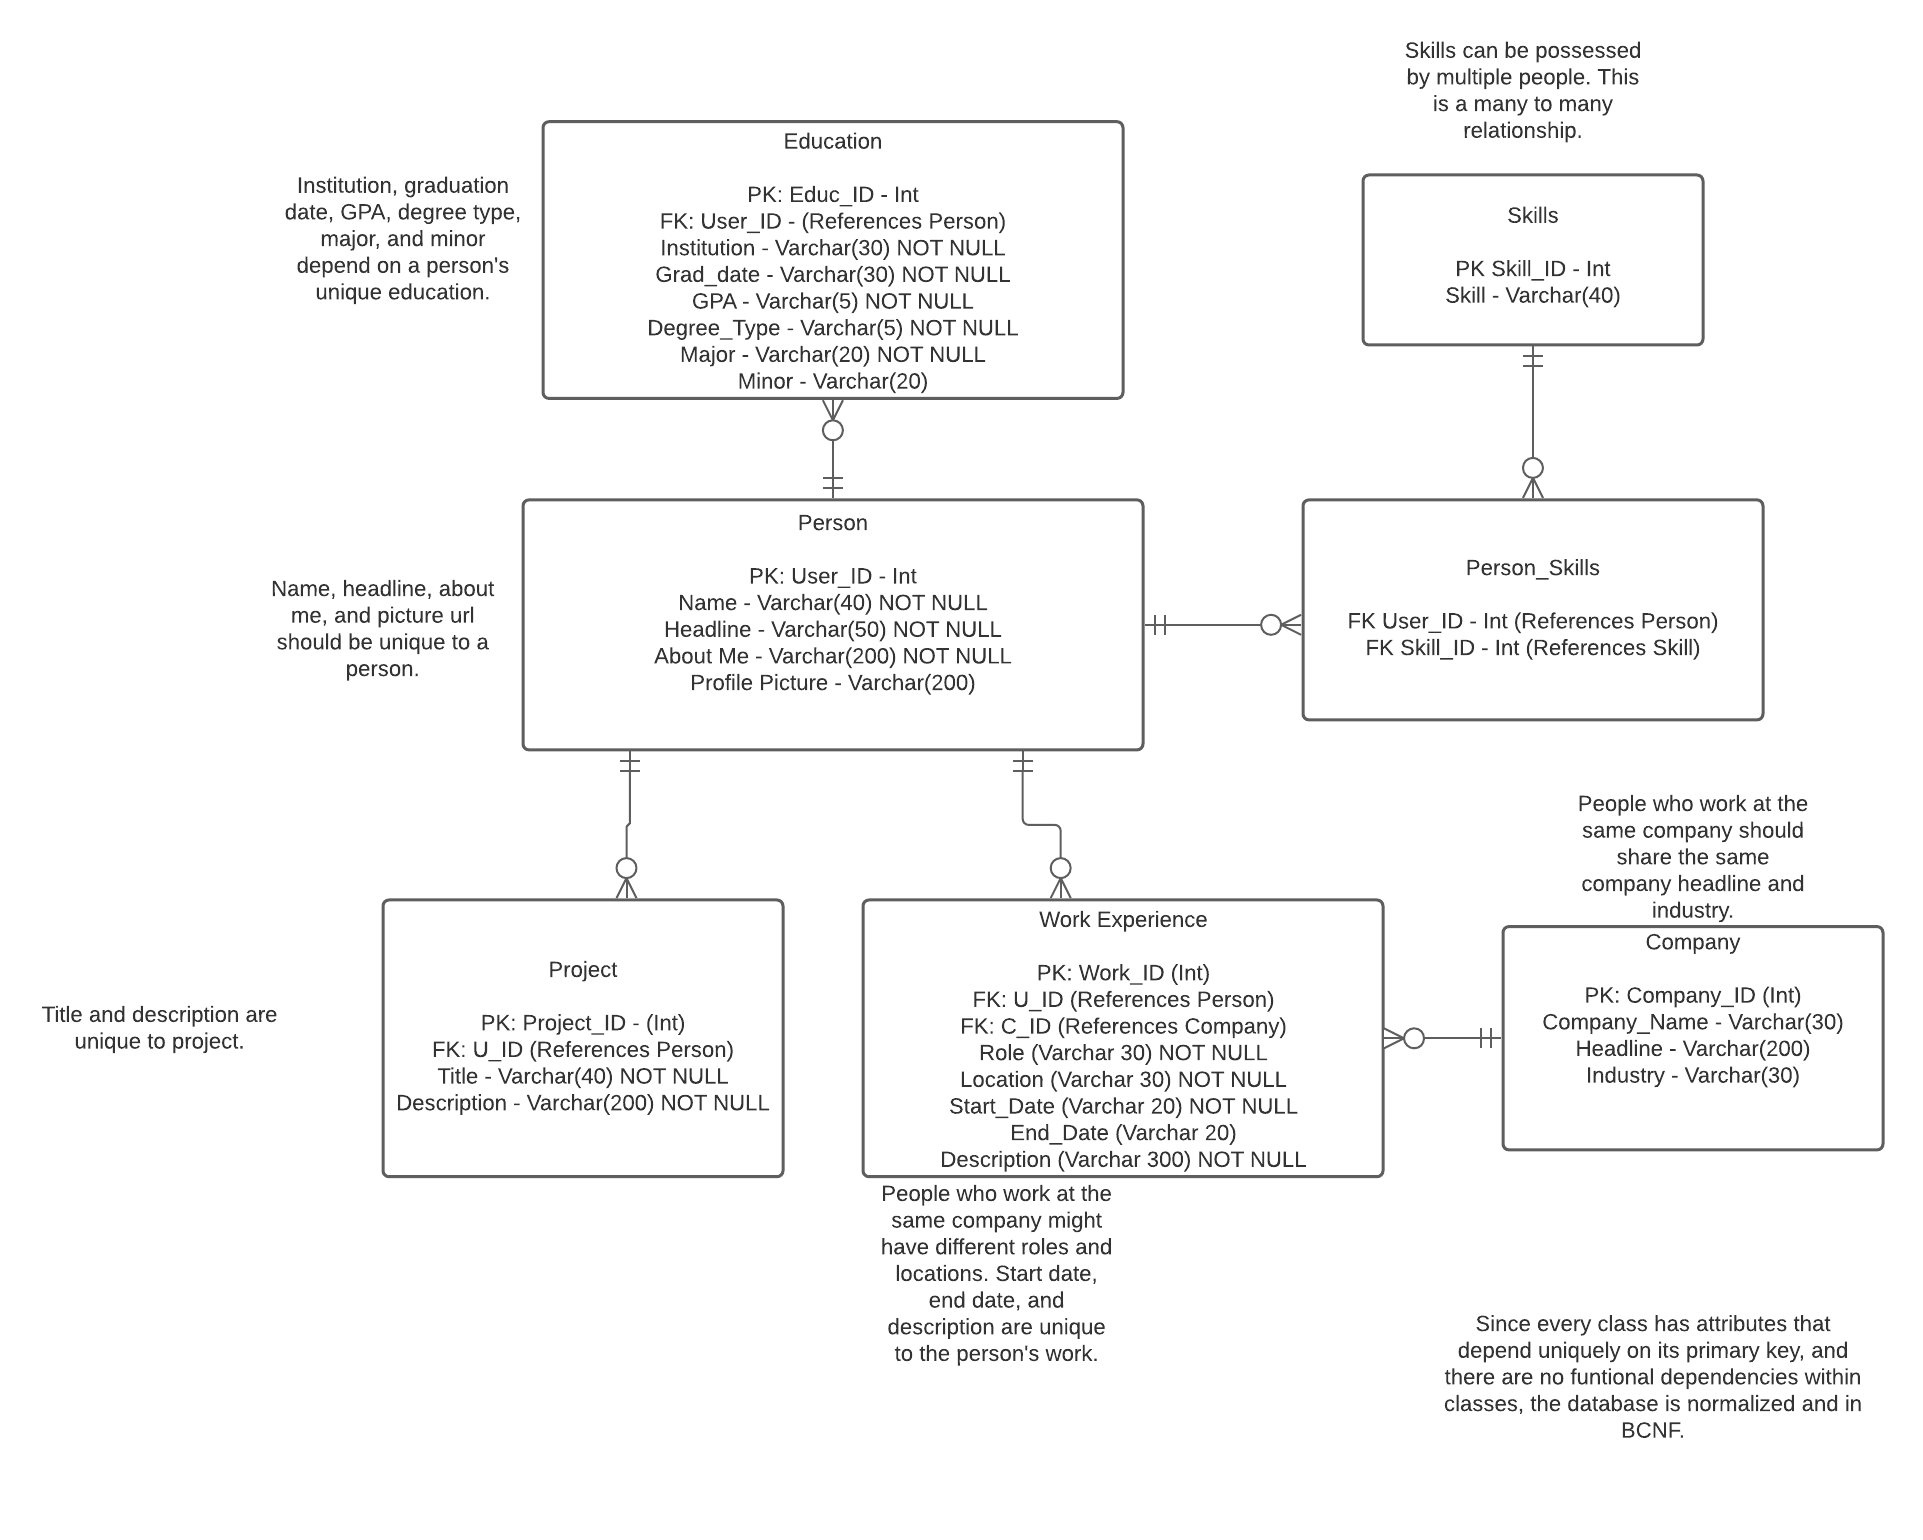 Skills can be possessed
by multiple people. This
is a many to many
relationship.
Education
PK: Educ_ID - Int
FK: User_ID - (References Person)
Institution - Varchar(30) NOT NULL
Grad_date - Varchar(30) NOT NULL
GPA - Varchar(5) NOT NULL
Degree_Type - Varchar(5) NOT NULL
Major - Varchar(20) NOT NULL
Minor - Varchar(20)
Institution, graduation
date, GPA, degree type,
major, and minor
depend on a person's
unique education.
Skills
PK Skill_ID - Int
Skill - Varchar(40)
Person
PK: User_ID - Int
Name - Varchar(40) NOT NULL
Headline - Varchar(50) NOT NULL
About Me - Varchar(200) NOT NULL
Profile Picture - Varchar(200)
Name, headline, about
me, and picture url
should be unique to a
person.
Person_Skills
FK User_ID - Int (References Person)
FK Skill_ID - Int (References Skill)
People who work at the
same company should
share the same
company headline and
industry.
Project
PK: Project_ID - (Int)
FK: U_ID (References Person)
Title - Varchar(40) NOT NULL
Description - Varchar(200) NOT NULL
Title and description are
unique to project.
Work Experience
PK: Work_ID (Int)
FK: U_ID (References Person)
FK: C_ID (References Company)
Role (Varchar 30) NOT NULL
Location (Varchar 30) NOT NULL
Start_Date (Varchar 20) NOT NULL
End_Date (Varchar 20)
Description (Varchar 300) NOT NULL
Company
PK: Company_ID (Int)
Company_Name - Varchar(30)
Headline - Varchar(200)
Industry - Varchar(30)
People who work at the
same company might
have different roles and
locations. Start date,
end date, and
description are unique
to the person's work.
Since every class has attributes that
depend uniquely on its primary key, and
there are no funtional dependencies within
classes, the database is normalized and in
BCNF.